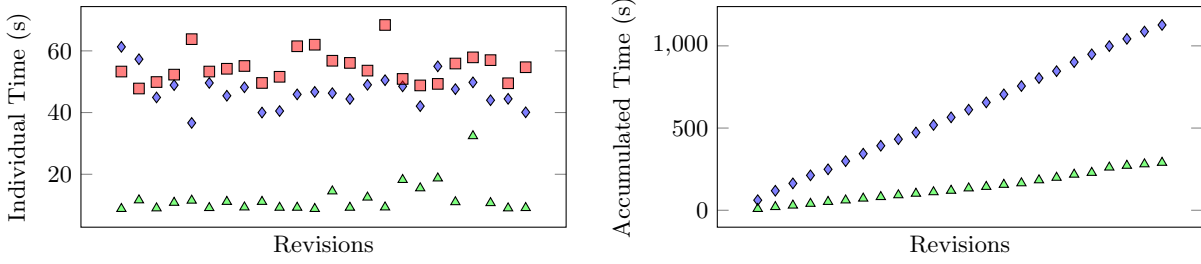 Individual Time (s)
60
40
20
Revisions
Accumulated Time (s)
1,000
500
0
Revisions